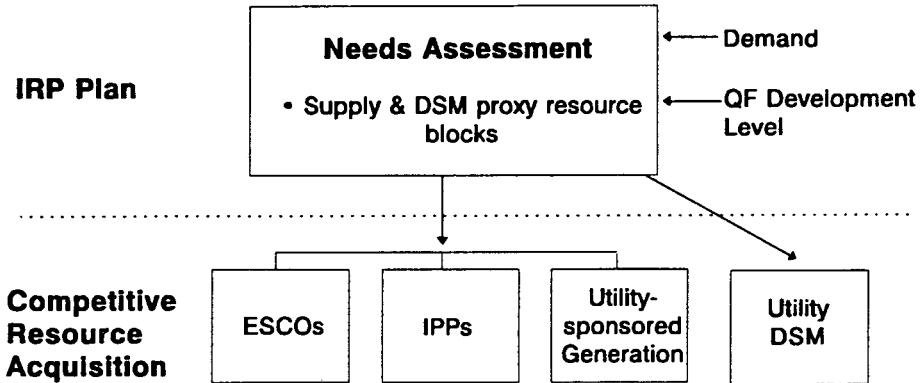 IRP Plan
Needs Assessment
• Supply & DSM proxy resource
blocks
Demand
QF Development
Level
Competitive
Resource
Acquisition
ESCOs
IPPs
Utility-
sponsored
Generation
Utility
DSM